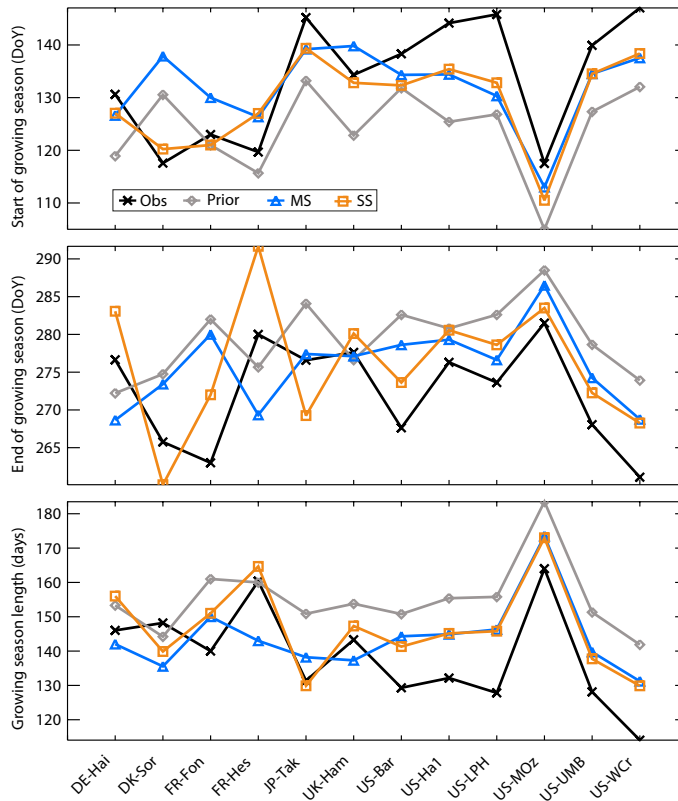 Start of growing season (DoY)
140
130
120
110
Obs Prior MS SS
End of growing season (DoY)
290
285
280
275
270
265
Growing season length (days)
180
170
160
150
140
130
120
DE-Hai
DK-Sor
FR-Fon
FR-Hes
JP-Tak
UK-Ham
US-Bar
US-Ha1
US-LPH
US-MOz
US-UMB
US-WCr